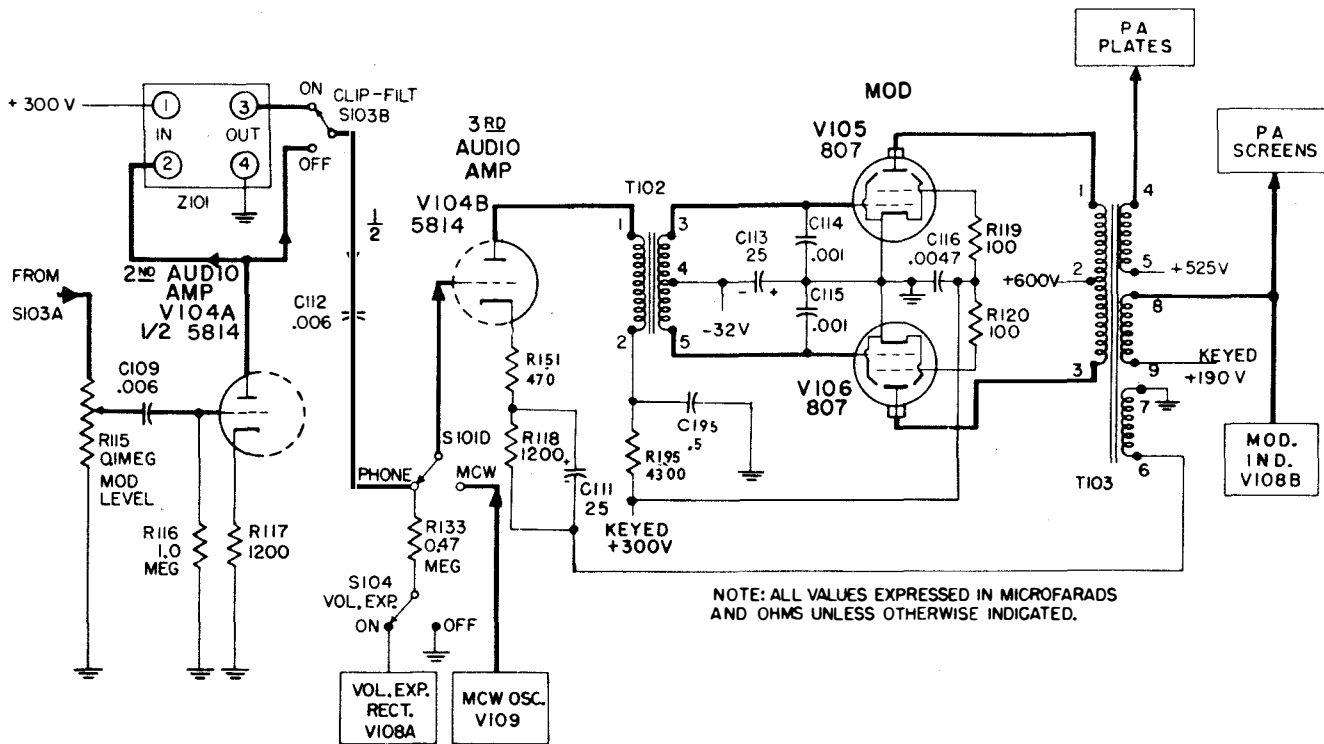 PA
PLATES
PA
SCREENS
MOD
+ 300 V
1
3
IN
OUT
2
4
Z101
ON
CLIP-FILT
S103B
OFF
3RD
AUDIO
AMP
V104B
5814
1/2
2ND AUDIO
AMP
V104A
1/2 5814
FROM
S103A
C109
.006
R115
0.1MEG
MOD
LEVEL
R116
1.0
MEG
R117
1200
C112
.006
PHONE
S101D
MCW
R133
0.47
MEG
S104
VOL. EXP.
ON
OFF
VOL. EXP.
RECT.
V108A
MCW OSC.
V109
R151
470
R118
1200
+
-
C111
25
T102
1
2
3
4
5
-32V
C113
25
-
+
C114
.001
C115
.001
C195
.5
R195
4300
KEYED
+300V
V105
807
V106
807
C116
.0047
R119
100
R120
100
+600V
1
2
3
4
5
8
9
7
6
+525V
KEYED
+190 V
T103
MOD.
IND.
V108B
NOTE: ALL VALUES EXPRESSED IN MICROFARADS
AND OHMS UNLESS OTHERWISE INDICATED.